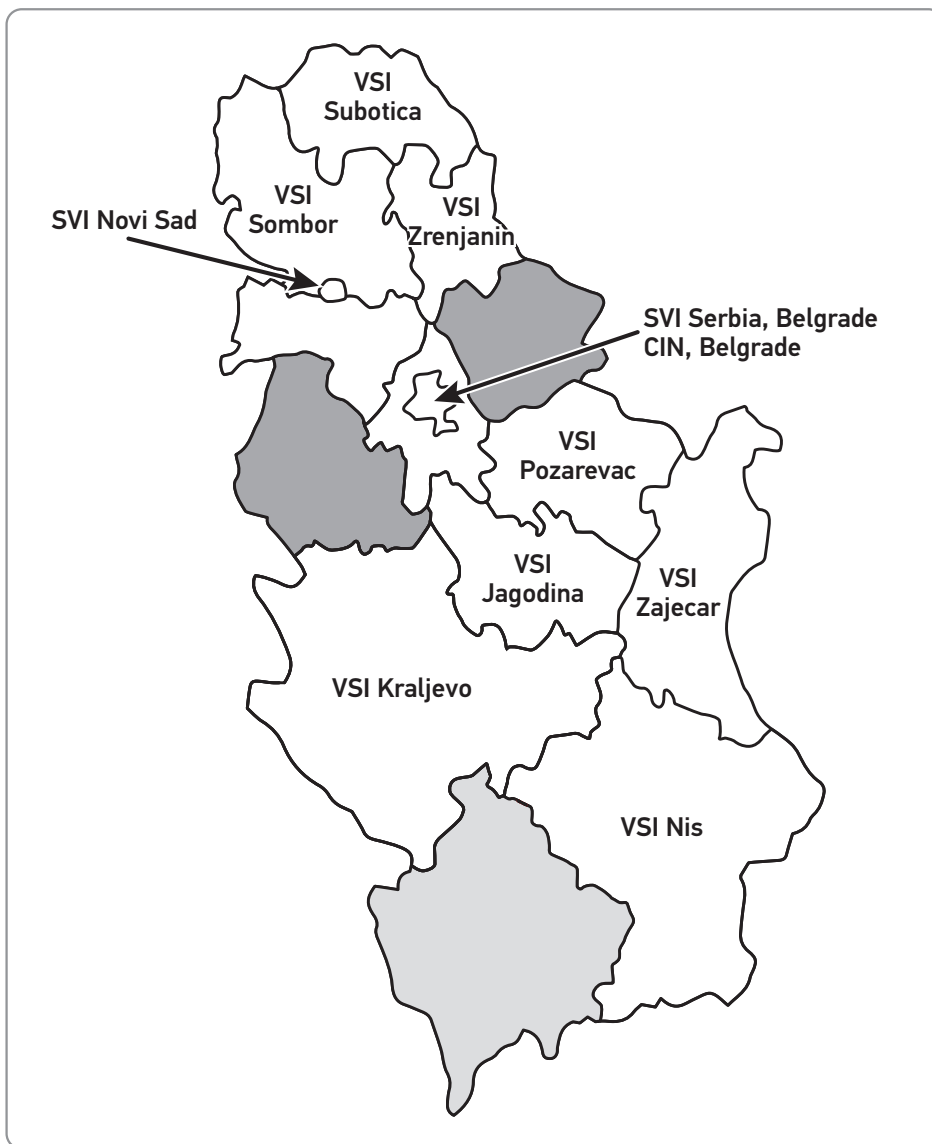 VSI
Subotica
VSI
Sombor
VSI
Zrenjanin
SVI Novi Sad
SVI Serbia, Belgrade
CIN, Belgrade
VSI
Pozarevac
VSI
Jagodina
VSI
Zajecar
VSI Kraljevo
VSI Nis